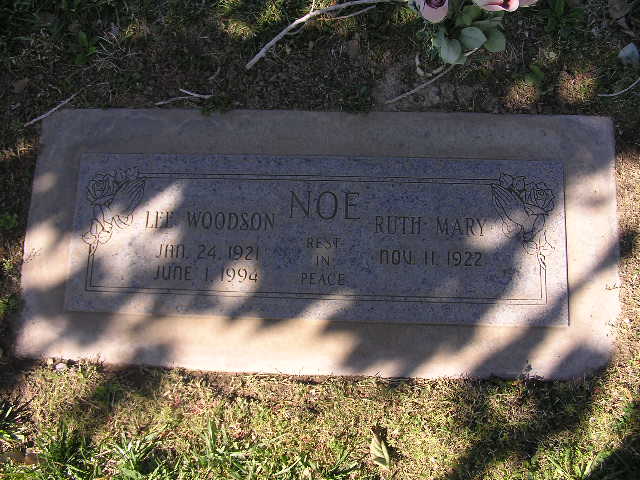 NOE
LEE WOODSON
JAN. 24, 1921
JUNE 1, 1994
REST
IN
PEACE
RUTH MARY
NOV. 11, 1922